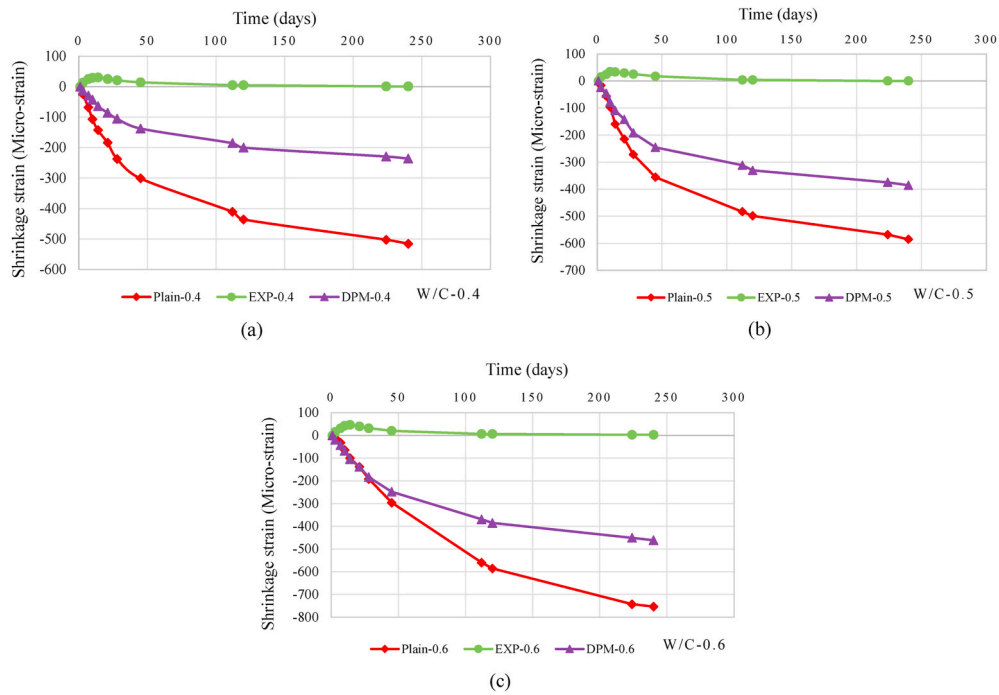 Time (days)
0 50 100 150 200 250 300
100
0
-100
-200
-300
-400
-500
-600
Shrinkage strain (Micro-strain)
Plain-0.4 EXP-0.4 DPM-0.4 W/C-0.4
(a)
Time (days)
0 50 100 150 200 250 300
100
0
-100
-200
-300
-400
-500
-600
-700
Shrinkage strain (Micro-strain)
Plain-0.5 EXP-0.5 DPM-0.5 W/C-0.5
(b)
Time (days)
0 50 100 150 200 250 300
100
0
-100
-200
-300
-400
-500
-600
-700
-800
Shrinkage strain (Micro-strain)
Plain-0.6 EXP-0.6 DPM-0.6 W/C-0.6
(c)